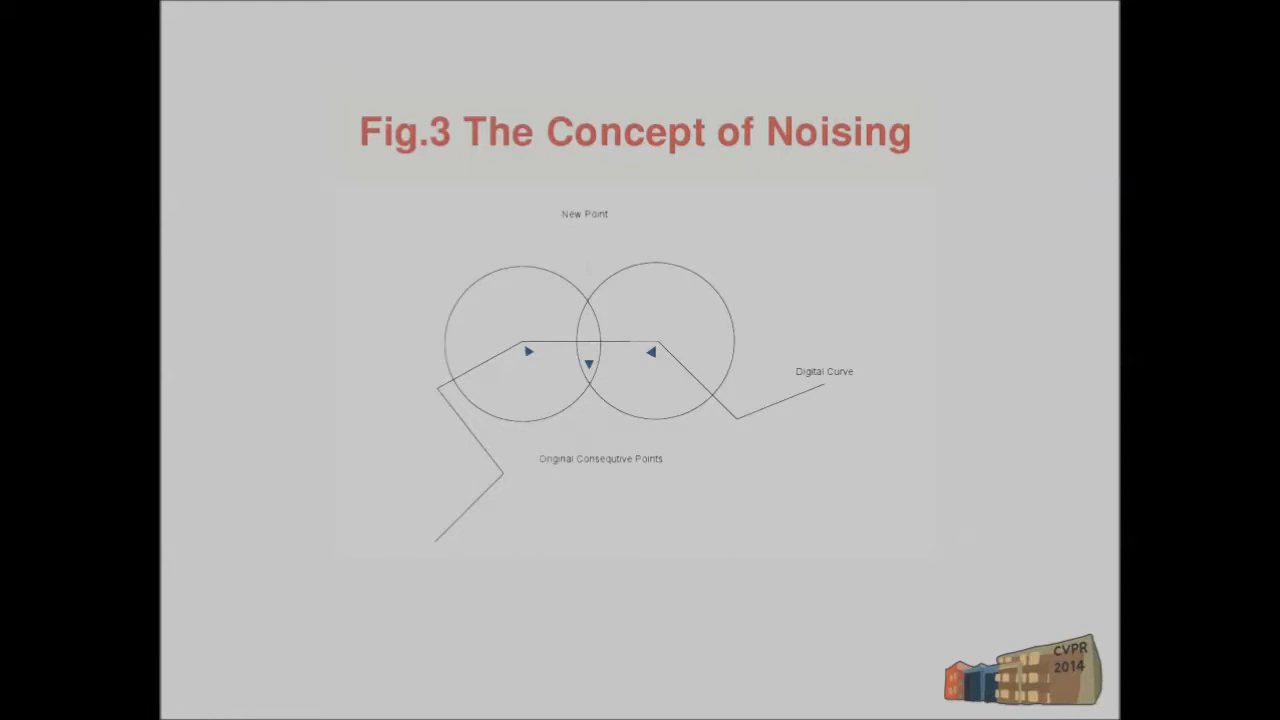 Fig.3 The Concept of Noising
New Point
Digital Curve
Original Consequtive Points
CVPR
2014